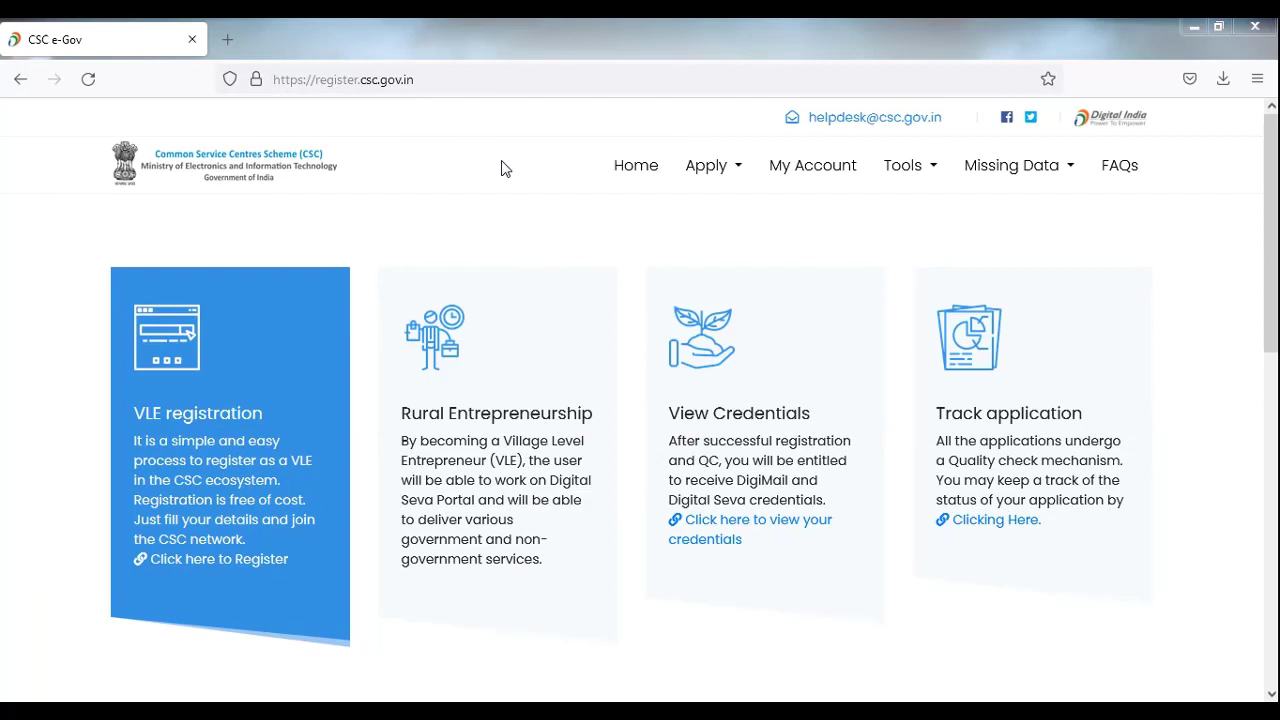 CSC e-Gov
https://register.csc.gov.in
helpdesk@csc.gov.in
Digital India
Power To Empower
Common Service Centres Scheme (CSC)
Ministry of Electronics and Information Technology
Government of India
Home Apply My Account Tools Missing Data FAQs
VLE registration
It is a simple and easy
process to register as a VLE
in the CSC ecosystem.
Registration is free of cost.
Just fill your details and join
the CSC network.
Click here to Register
Rural Entrepreneurship
By becoming a Village Level
Entrepreneur (VLE), the user
will be able to work on Digital
Seva Portal and will be able
to deliver various
government and non-
government services.
View Credentials
After successful registration
and QC, you will be entitled
to receive DigiMail and
Digital Seva credentials.
Click here to view your
credentials
Track application
All the applications undergo
a Quality check mechanism.
You may keep a track of the
status of your application by
Clicking Here.